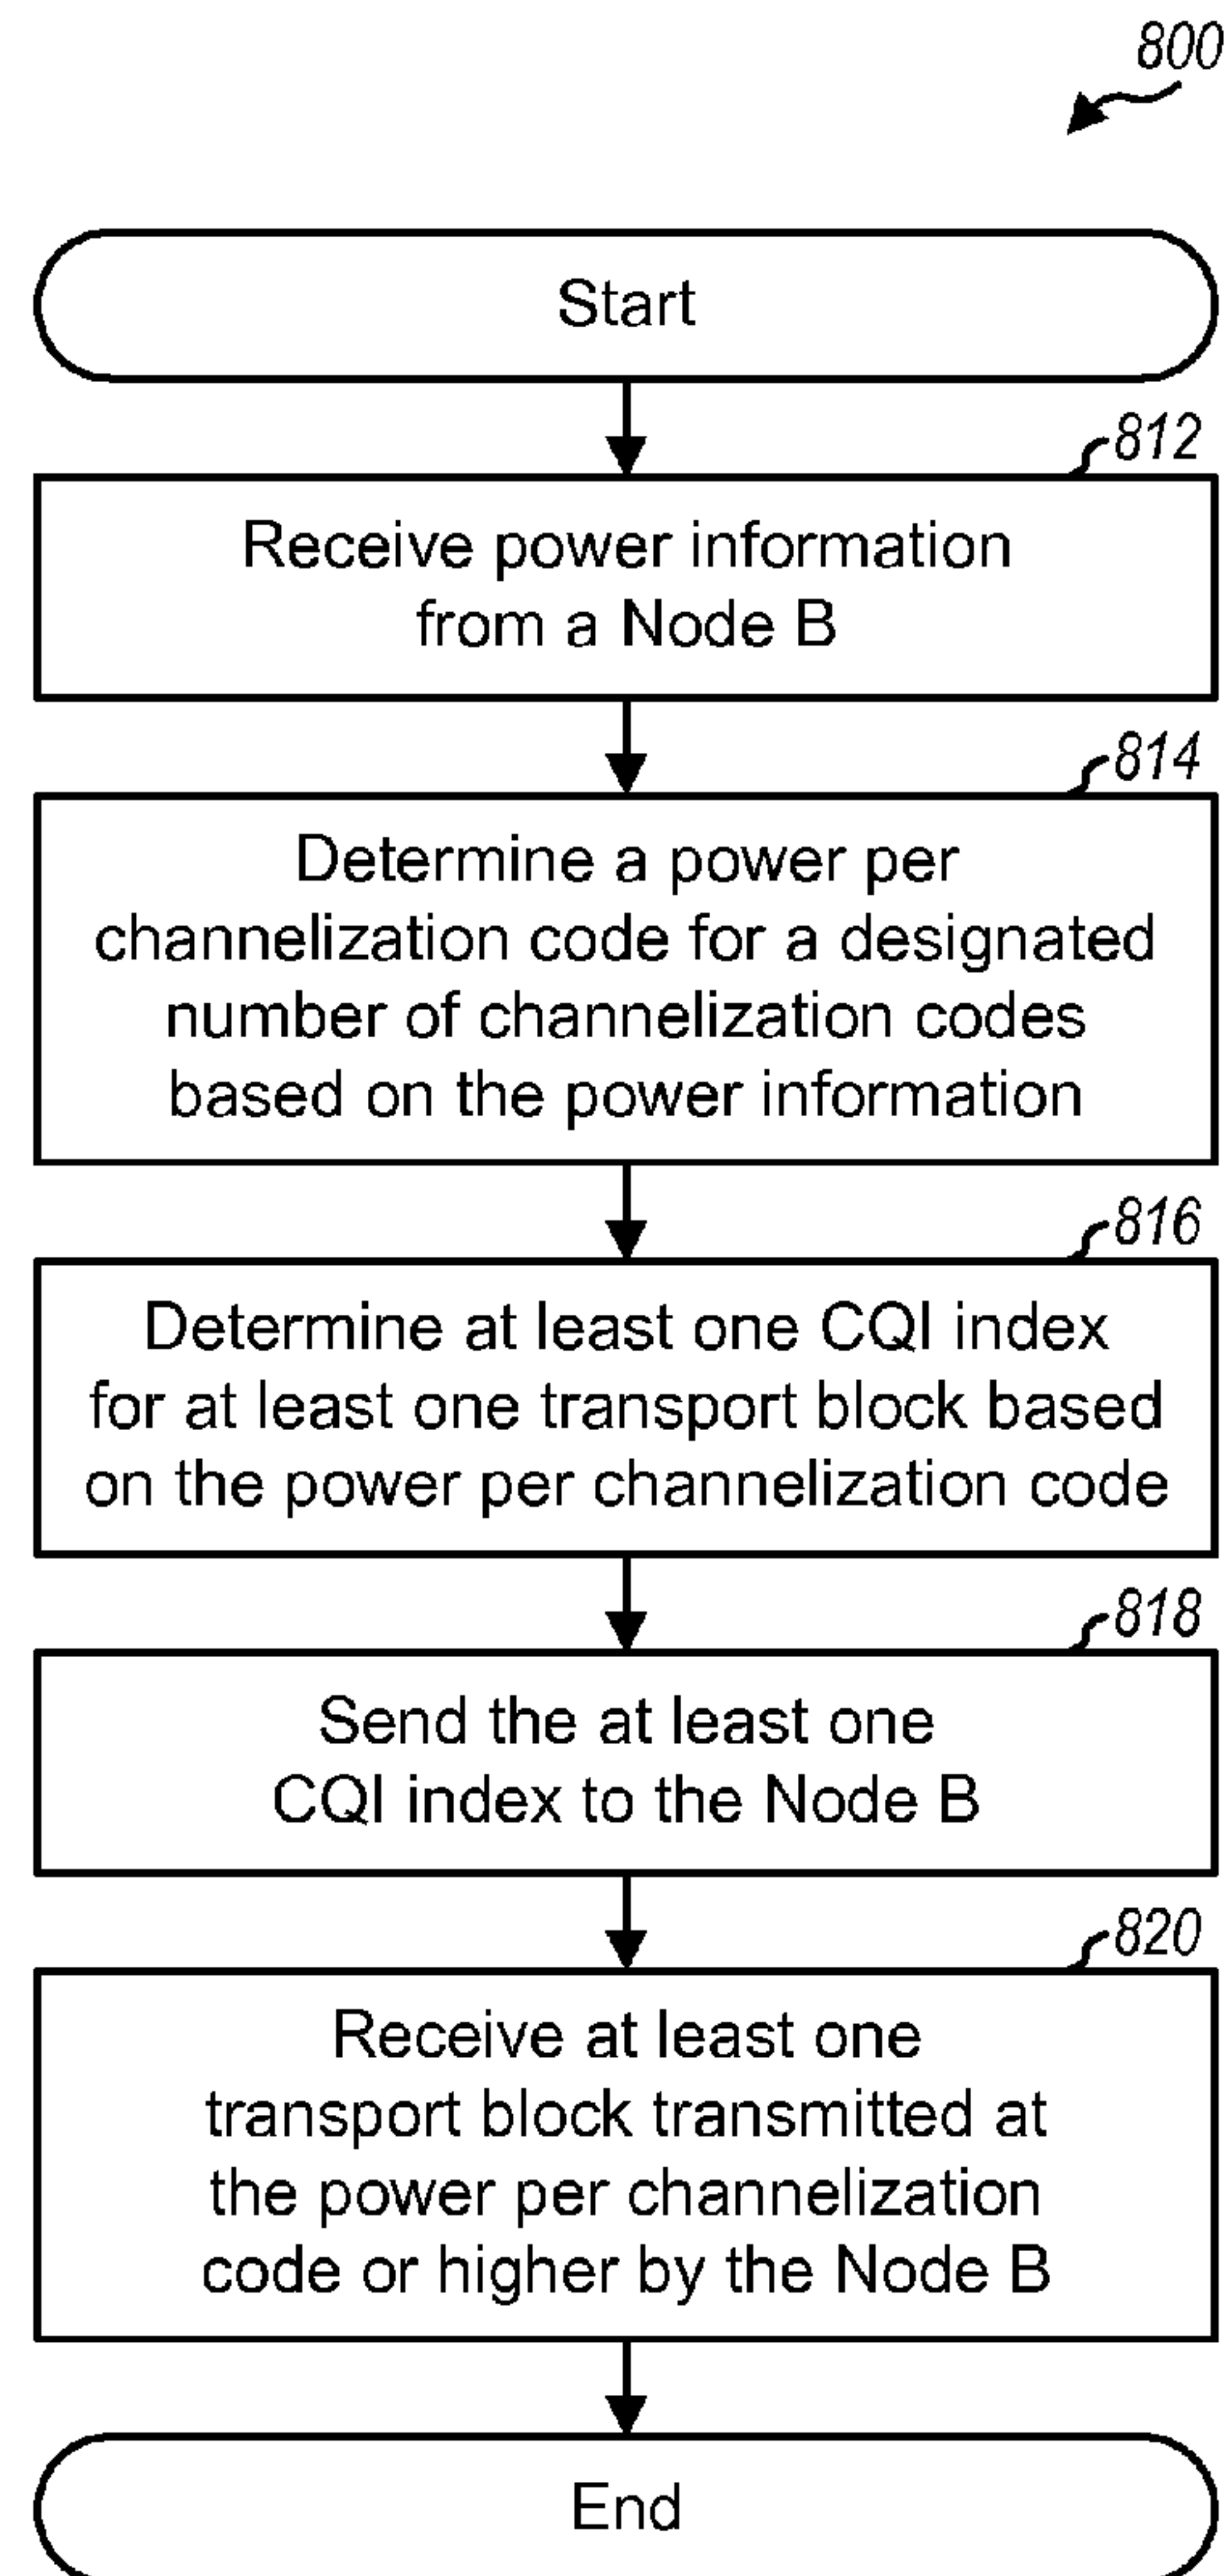 800
Start
812
Receive power information
from a Node B
814
Determine a power per
channelization code for a designated
number of channelization codes
based on the power information
816
Determine at least one CQI index
for at least one transport block based
on the power per channelization code
818
Send the at least one
CQI index to the Node B
820
Receive at least one
transport block transmitted at
the power per channelization
code or higher by the Node B
End